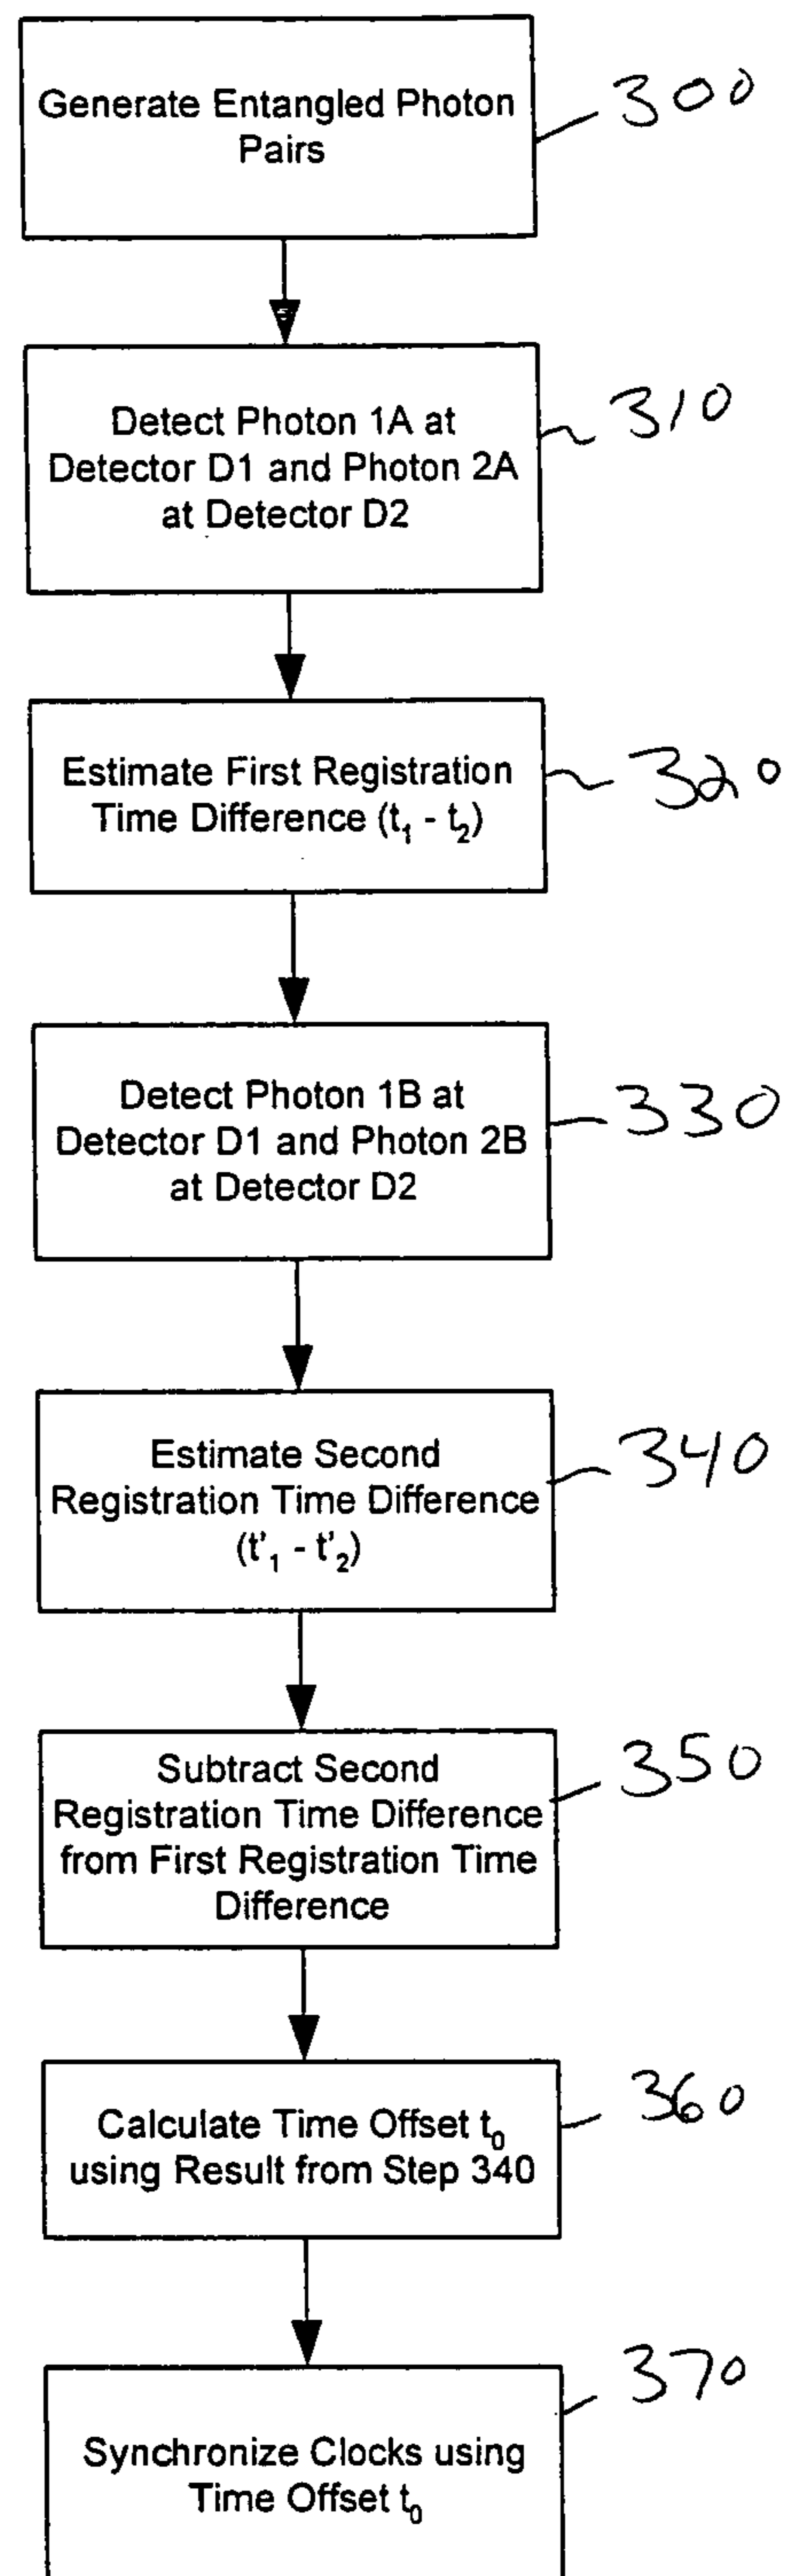 Generate Entangled Photon
Pairs
300
Detect Photon 1A at
Detector D1 and Photon 2A
at Detector D2
310
Estimate First Registration
Time Difference (t₁ - t₂)
320
Detect Photon 1B at
Detector D1 and Photon 2B
at Detector D2
330
Estimate Second
Registration Time Difference
(t'₁ - t'₂)
340
Subtract Second
Registration Time Difference
from First Registration Time
Difference
350
Calculate Time Offset t₀
using Result from Step 340
360
Synchronize Clocks using
Time Offset t₀
370